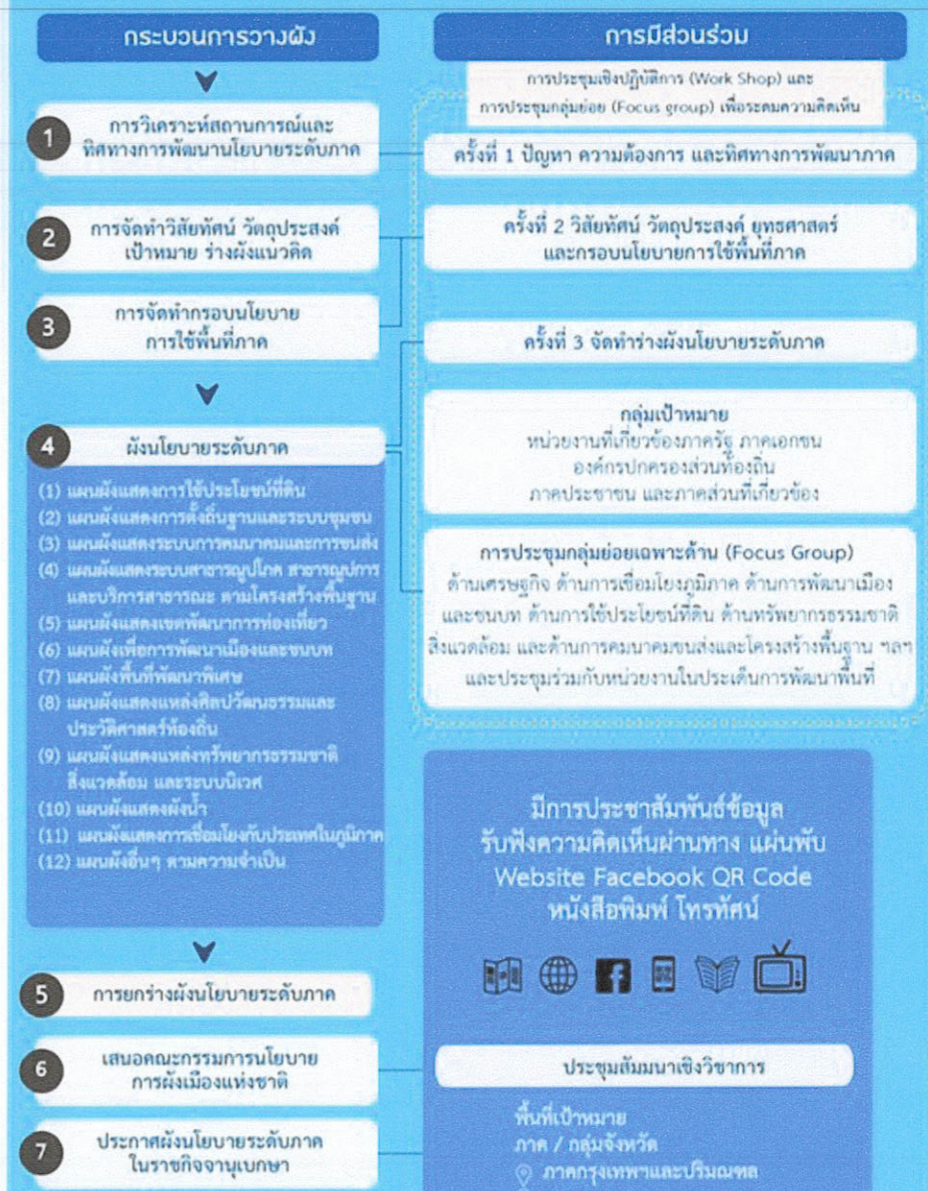 กระบวนการวางผัง
1
การวิเคราะห์สถานการณ์และ
ทิศทางการพัฒนานโยบายระดับภาค
2
การจัดทำวิสัยทัศน์ วัตถุประสงค์
เป้าหมาย ร่างผังแนวคิด
3
การจัดทำกรอบนโยบาย
การใช้พื้นที่ภาค
4
ผังนโยบายระดับภาค
(1) แผนผังแสดงการใช้ประโยชน์ที่ดิน
(2) แผนผังแสดงการตั้งถิ่นฐานและระบบชุมชน
(3) แผนผังแสดงระบบการคมนาคมและการขนส่ง
(4) แผนผังแสดงระบบสาธารณูปโภค สาธารณูปการ
และบริการสาธารณะ ตามโครงสร้างพื้นฐาน
(5) แผนผังแสดงเขตพัฒนาการท่องเที่ยว
(6) แผนผังเพื่อการพัฒนาเมืองและชนบท
(7) แผนผังพื้นที่พัฒนาพิเศษ
(8) แผนผังแสดงแหล่งศิลปวัฒนธรรมและ
ประวัติศาสตร์ท้องถิ่น
(9) แผนผังแสดงแหล่งทรัพยากรธรรมชาติ
สิ่งแวดล้อม และระบบนิเวศ
(10) แผนผังแสดงผังน้ำ
(11) แผนผังแสดงการเชื่อมโยงกับประเทศในภูมิภาค
(12) แผนผังอื่นๆ ตามความจำเป็น
5
การยกร่างผังนโยบายระดับภาค
6
เสนอคณะกรรมการนโยบาย
การผังเมืองแห่งชาติ
7
ประกาศผังนโยบายระดับภาค
ในราชกิจจานุเบกษา
การมีส่วนร่วม
การประชุมเชิงปฏิบัติการ (Work Shop) และ
การประชุมกลุ่มย่อย (Focus group) เพื่อระดมความคิดเห็น
ครั้งที่ 1 ปัญหา ความต้องการ และทิศทางการพัฒนาภาค
ครั้งที่ 2 วิสัยทัศน์ วัตถุประสงค์ ยุทธศาสตร์
และกรอบนโยบายการใช้พื้นที่ภาค
ครั้งที่ 3 จัดทำร่างผังนโยบายระดับภาค
กลุ่มเป้าหมาย
หน่วยงานที่เกี่ยวข้องภาครัฐ ภาคเอกชน
องค์กรปกครองส่วนท้องถิ่น
ภาคประชาชน และภาคส่วนที่เกี่ยวข้อง
การประชุมกลุ่มย่อยเฉพาะด้าน (Focus Group)
ด้านเศรษฐกิจ ด้านการเชื่อมโยงภูมิภาค ด้านการพัฒนาเมือง
และชนบท ด้านการใช้ประโยชน์ที่ดิน ด้านทรัพยากรธรรมชาติ
สิ่งแวดล้อม และด้านการคมนาคมขนส่งและโครงสร้างพื้นฐาน ฯลฯ
และประชุมร่วมกับหน่วยงานในประเด็นการพัฒนาพื้นที่
มีการประชาสัมพันธ์ข้อมูล
รับฟังความคิดเห็นผ่านทาง แผ่นพับ
Website Facebook QR Code
หนังสือพิมพ์ โทรทัศน์
ประชุมสัมมนาเชิงวิชาการ
พื้นที่เป้าหมาย
ภาค / กลุ่มจังหวัด
ภาคกรุงเทพฯและปริมณฑล